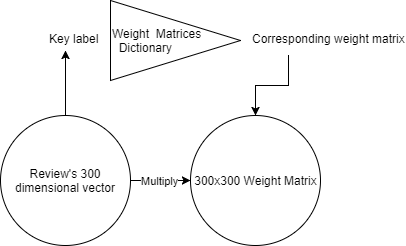 Key label
Weight Matrices
Dictionary
Corresponding weight matrix
Review's 300
dimensional vector
Multiply
300x300 Weight Matrix